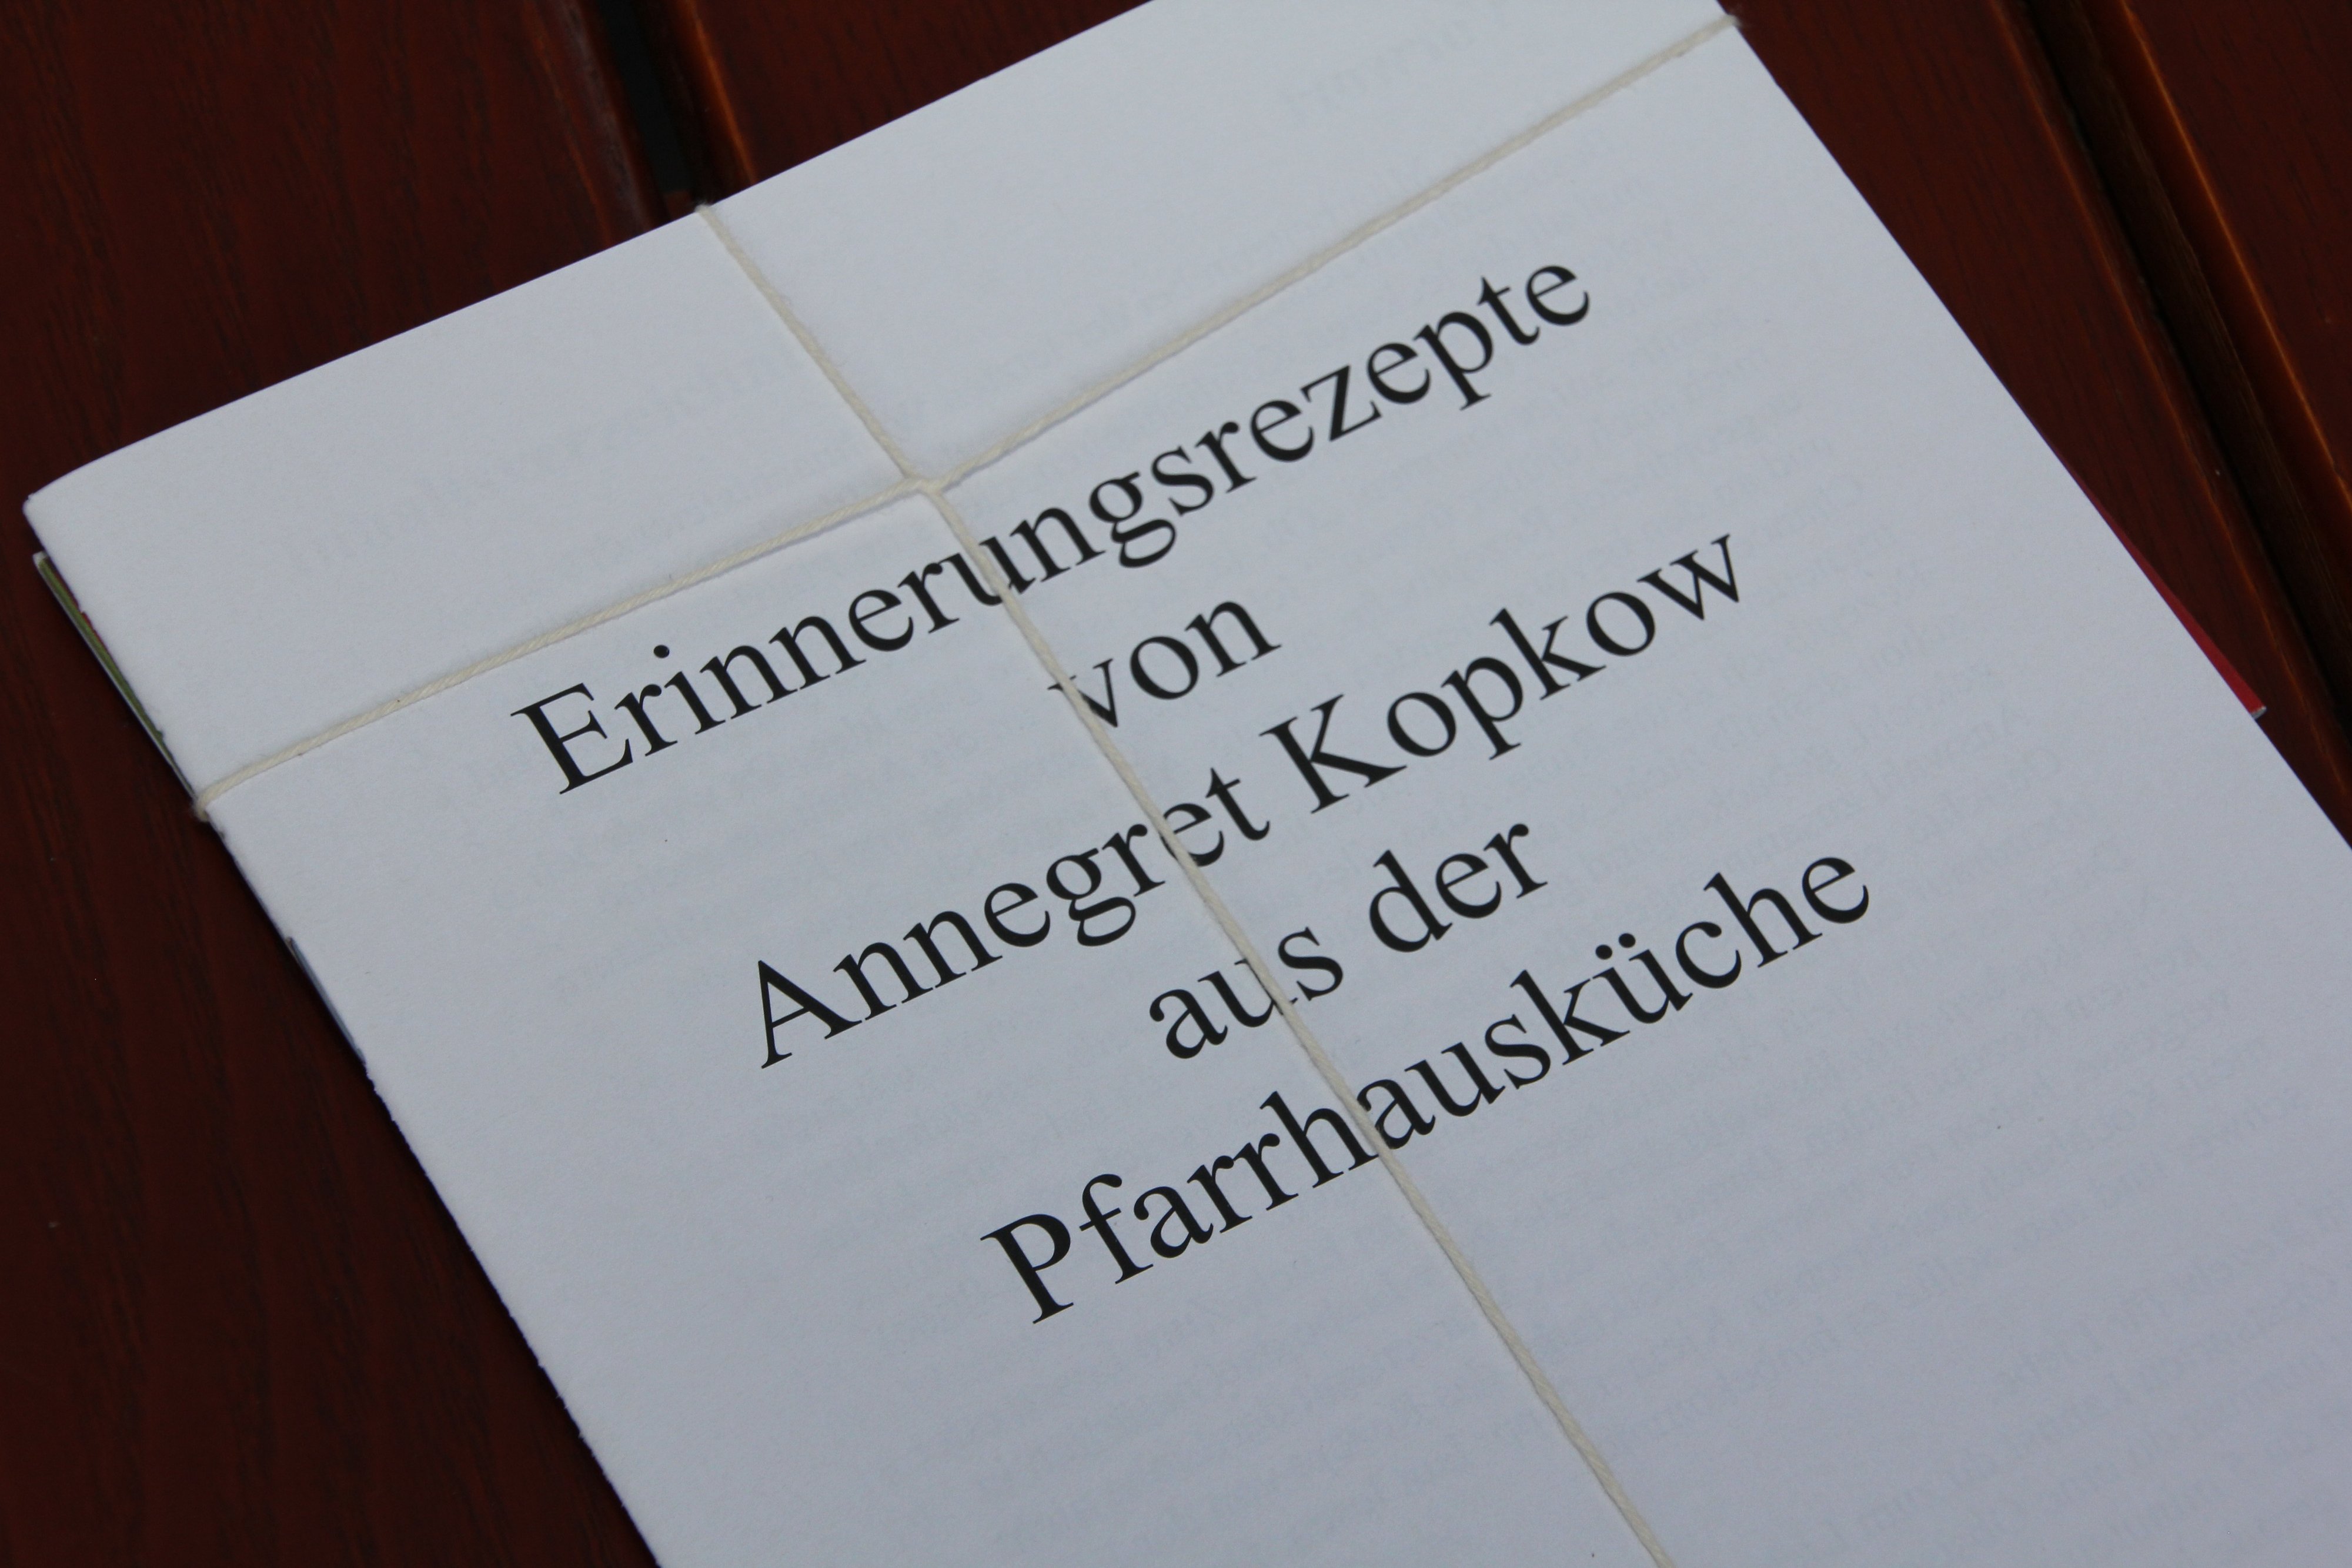 Erinnerungsrezepte
von
Annegret Kopkow
aus der
Pfarrhausküche